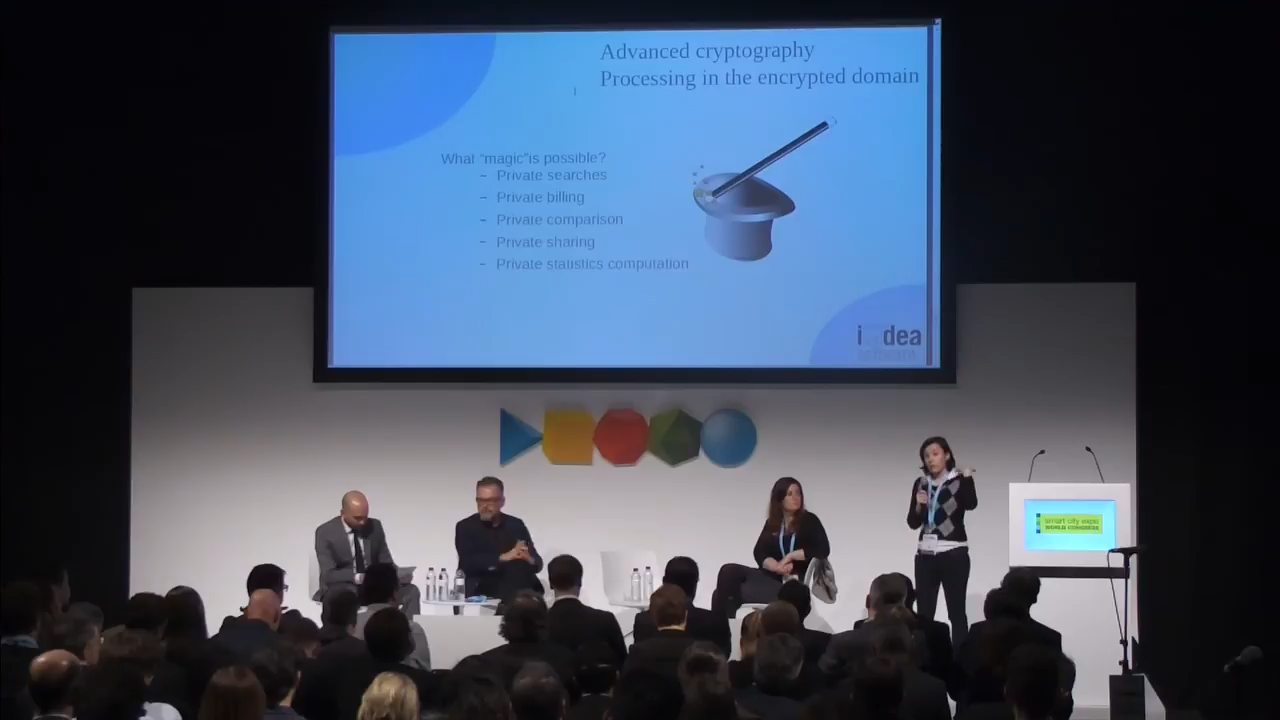 Advanced cryptography
Processing in the encrypted domain
What "magic"is possible?
– Private searches
– Private billing
– Private comparison
– Private sharing
– Private statistics computation
dea
smart city expo
WORLD CONGRESS